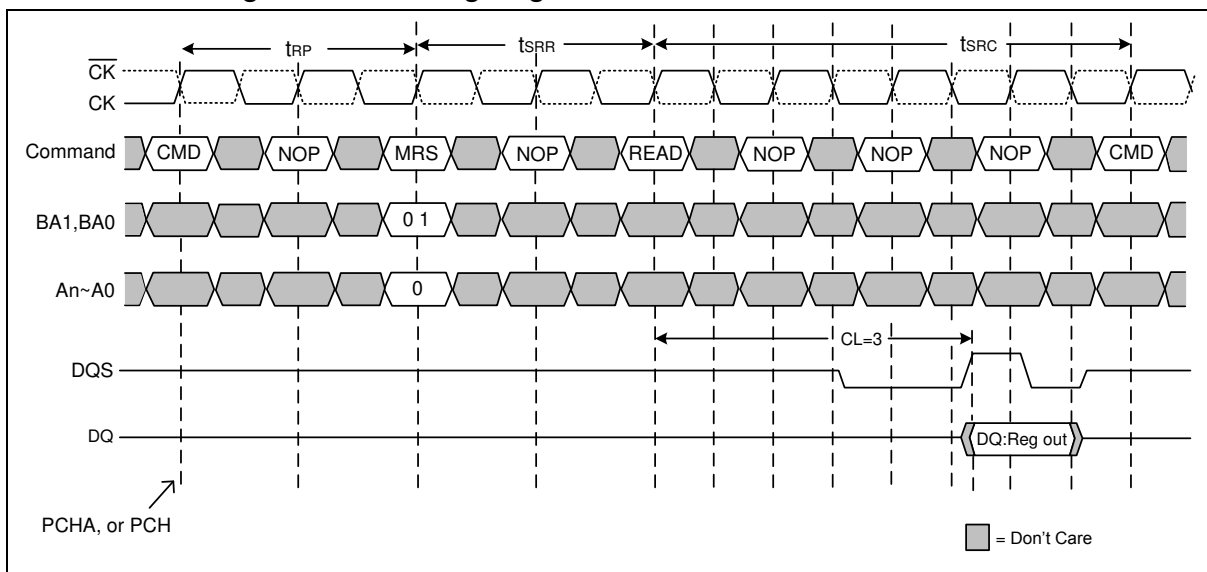 tRP tSRR tSRC
CK
CK
Command CMD NOP MRS NOP READ NOP NOP NOP CMD
BA1,BA0 0 1
An~A0 0
CL=3
DQS
DQ DQ:Reg out
PCHA, or PCH
= Don't Care